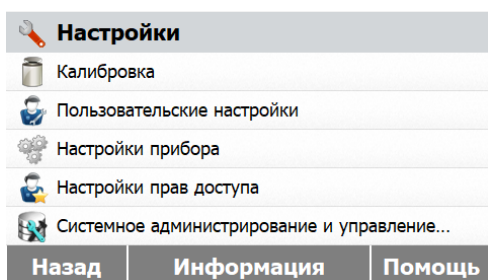 Настройки
Калибровка
Пользовательские настройки
Настройки прибора
Настройки прав доступа
Системное администрирование и управление...
Назад Информация Помощь